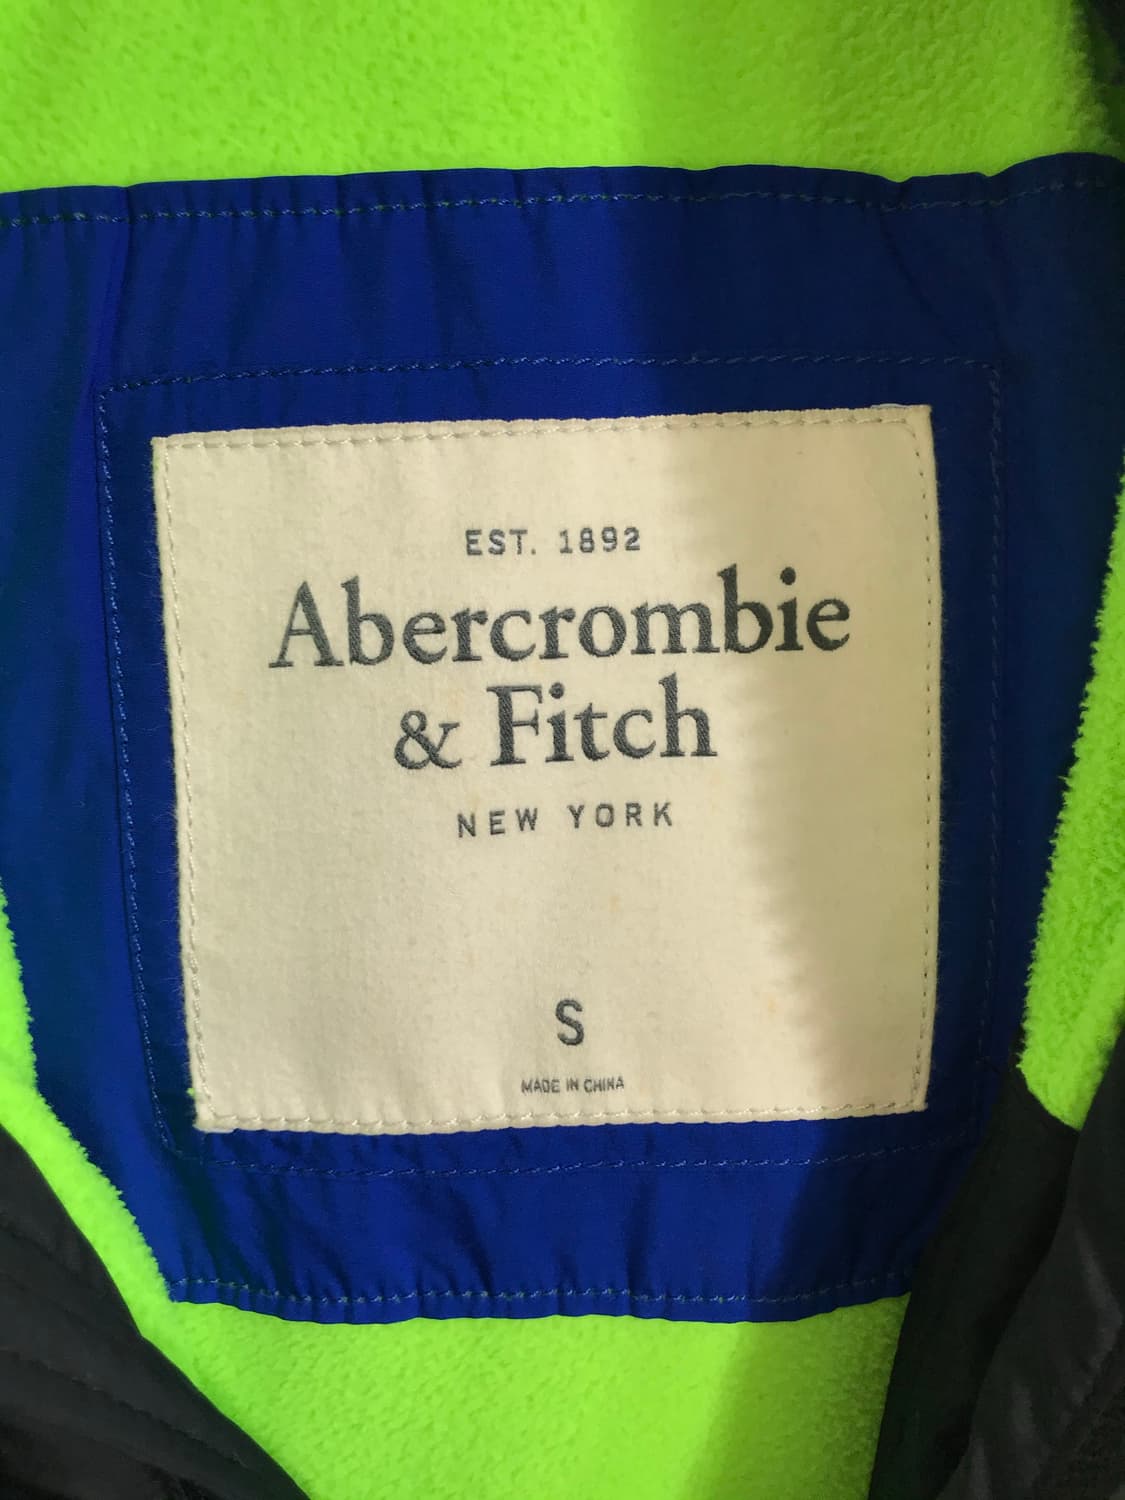 EST. 1892
Abercrombie
& Fitch
NEW YORK
S
MADE IN CHINA